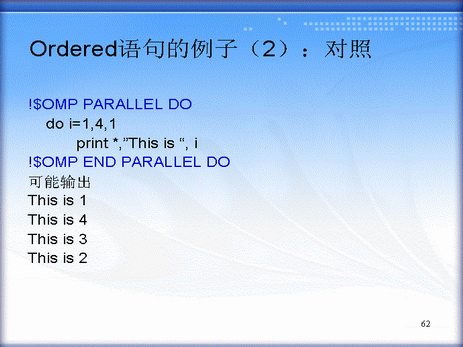 Ordered语句的例子（2）：对照
!$OMP PARALLEL DO
do i=1,4,1
print *,”This is “, i
!$OMP END PARALLEL DO
可能输出
This is 1
This is 4
This is 3
This is 2
62